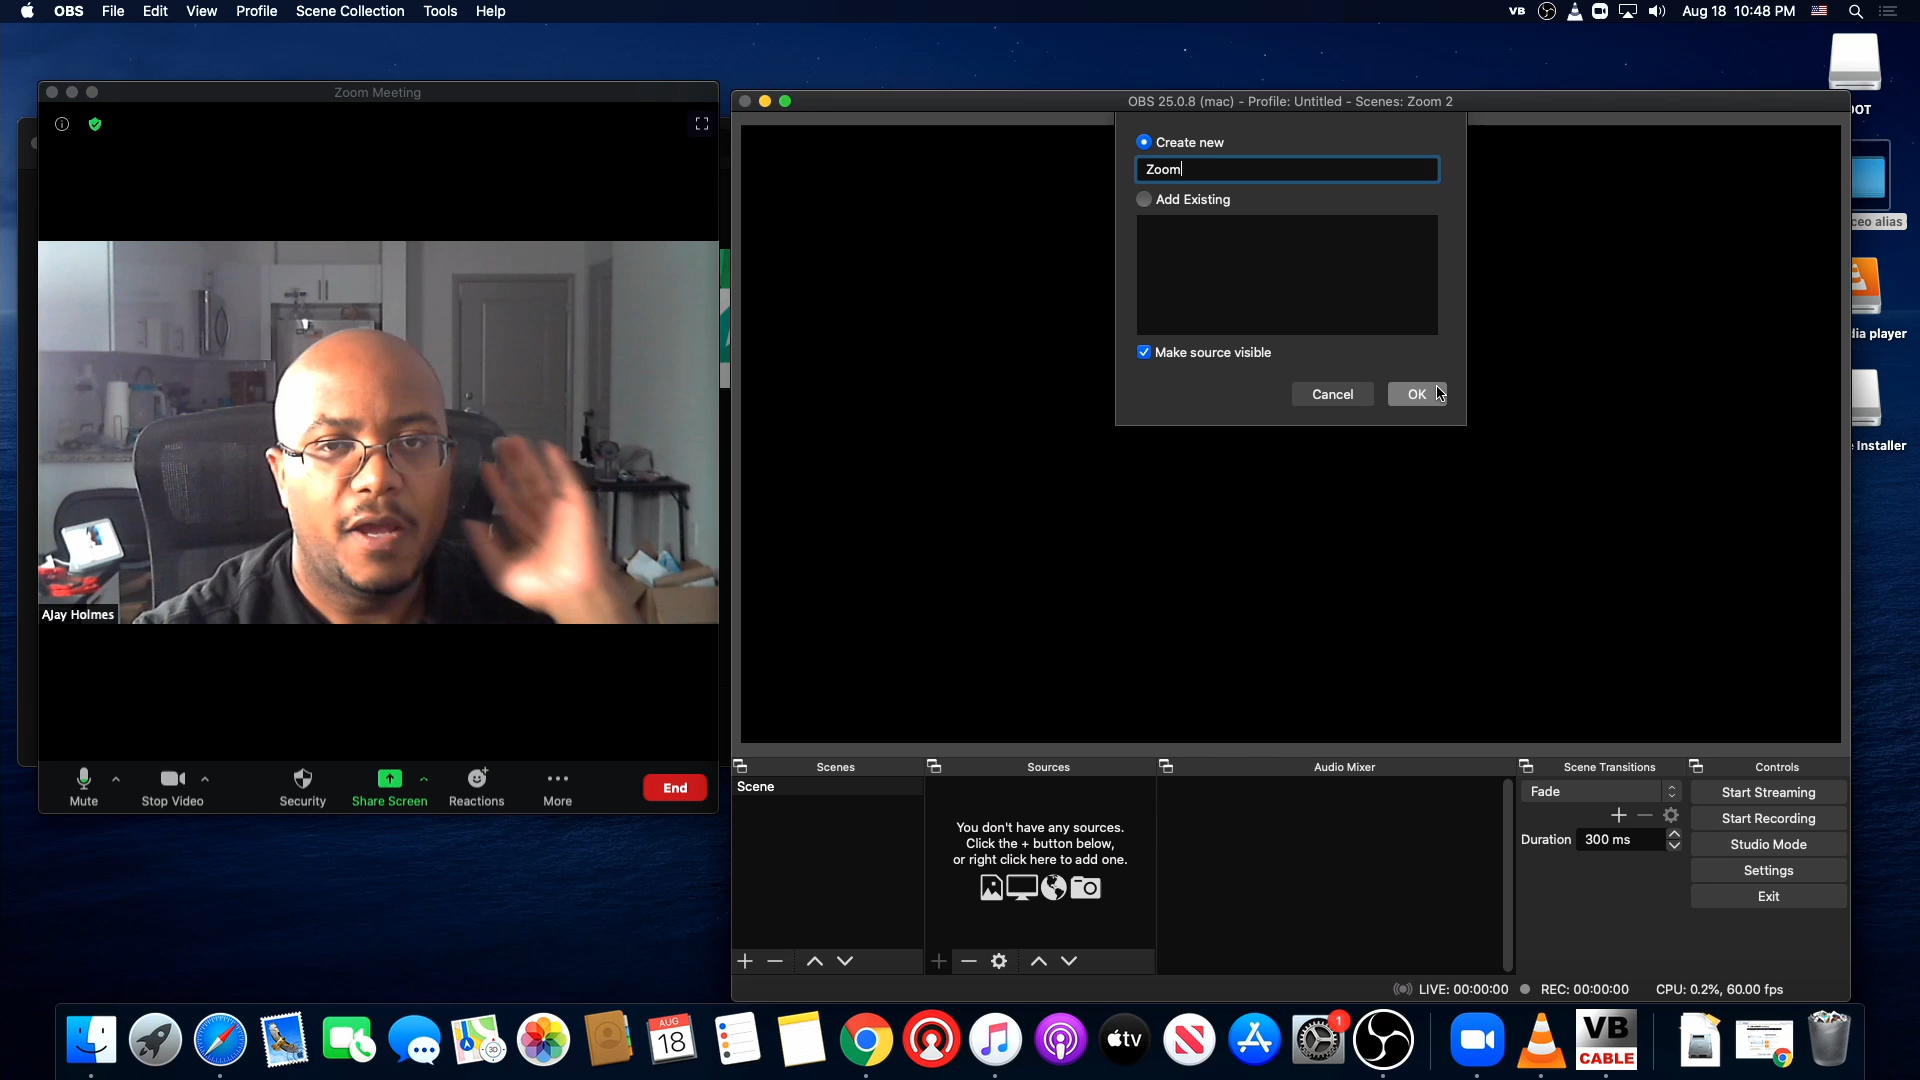 OBS File Edit View Profile Scene Collection Tools Help
VB Aug 18 10:48 PM
Zoom Meeting
AJay Holmes
Mute
Stop Video
Security
Share Screen
Reactions
More
End
OBS 25.0.8 (mac) - Profile: Untitled - Scenes: Zoom 2
Create new
Zoom
Add Existing
Make source visible
Cancel
OK
OT
ceo alias
dia player
e Installer
Scenes
Scene
Sources
You don't have any sources.
Click the + button below,
or right click here to add one.
Audio Mixer
Scene Transitions
Fade
Duration 300 ms
Controls
Start Streaming
Start Recording
Studio Mode
Settings
Exit
LIVE: 00:00:00 REC: 00:00:00 CPU: 0.2%, 60.00 fps
3D
AUG
18
tv
1
VB
CABLE